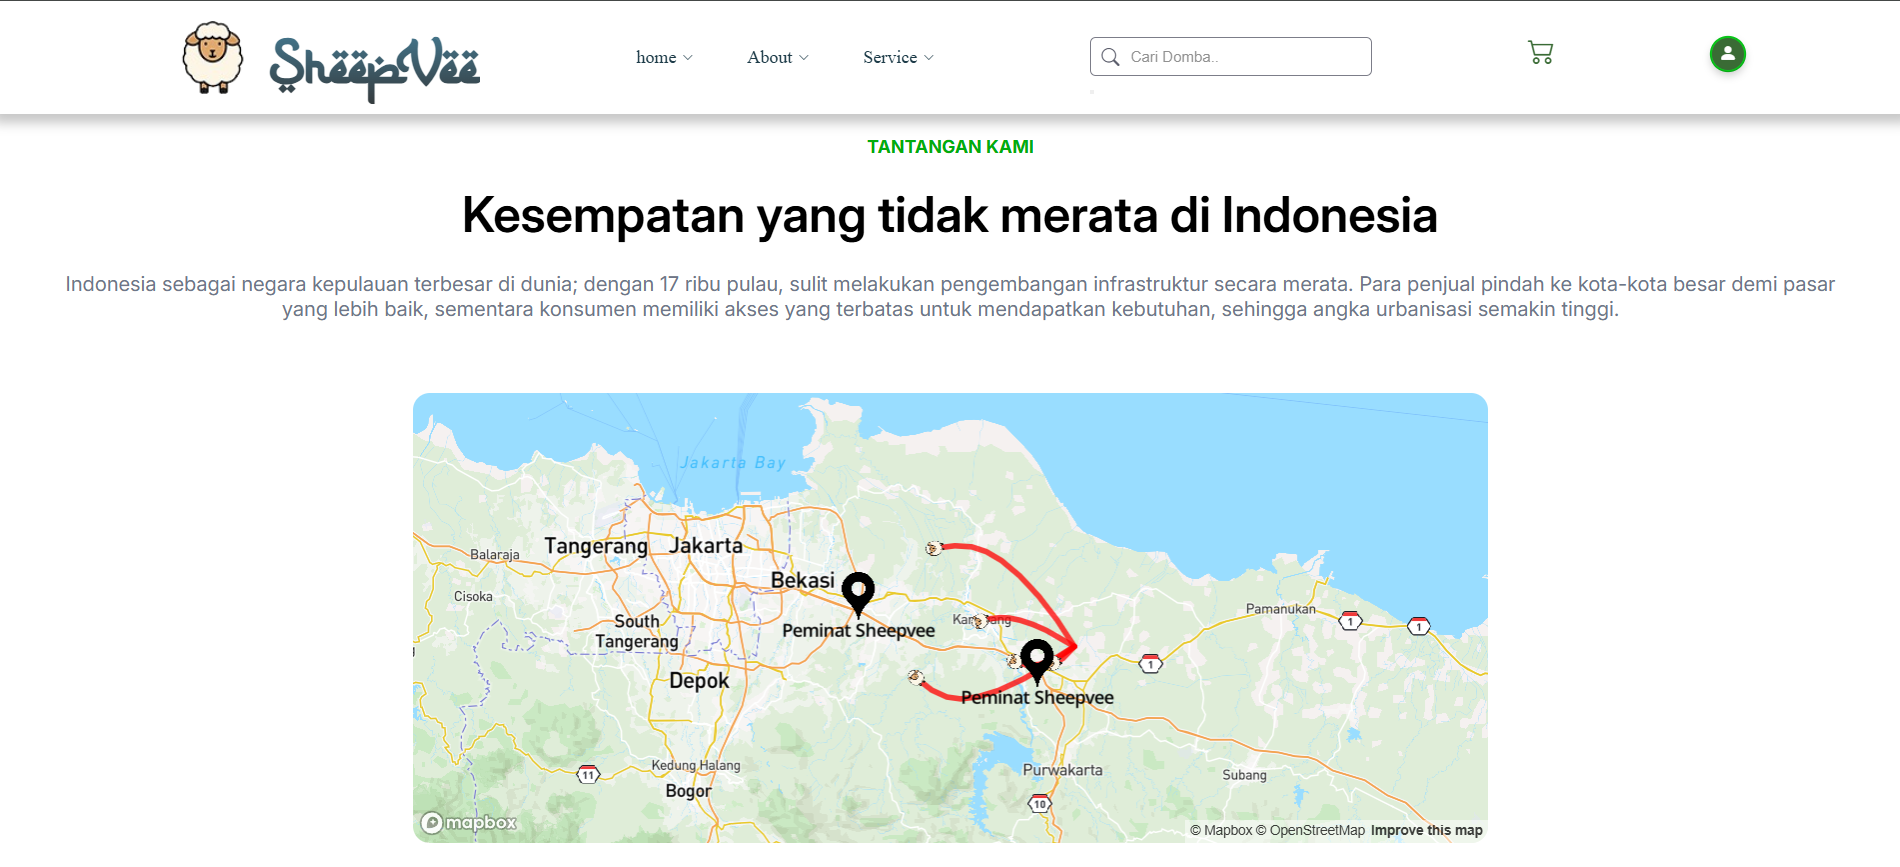 SheepVee
home
About
Service
Cari Domba..
TANTANGAN KAMI
Kesempatan yang tidak merata di Indonesia
Indonesia sebagai negara kepulauan terbesar di dunia; dengan 17 ribu pulau, sulit melakukan pengembangan infrastruktur secara merata. Para penjual pindah ke kota-kota besar demi pasar
yang lebih baik, sementara konsumen memiliki akses yang terbatas untuk mendapatkan kebutuhan, sehingga angka urbanisasi semakin tinggi.
Jakarta Bay
Tangerang
Jakarta
Balaraja
Bekasi
Cisoka
Pamanukan
South
Tangerang
Peminat Sheepvee
1
1
1
Depok
Peminat Sheepvee
Kedung Halang
Purwakarta
Subang
11
Bogor
10
mapbox
© Mapbox © OpenStreetMap Improve this map